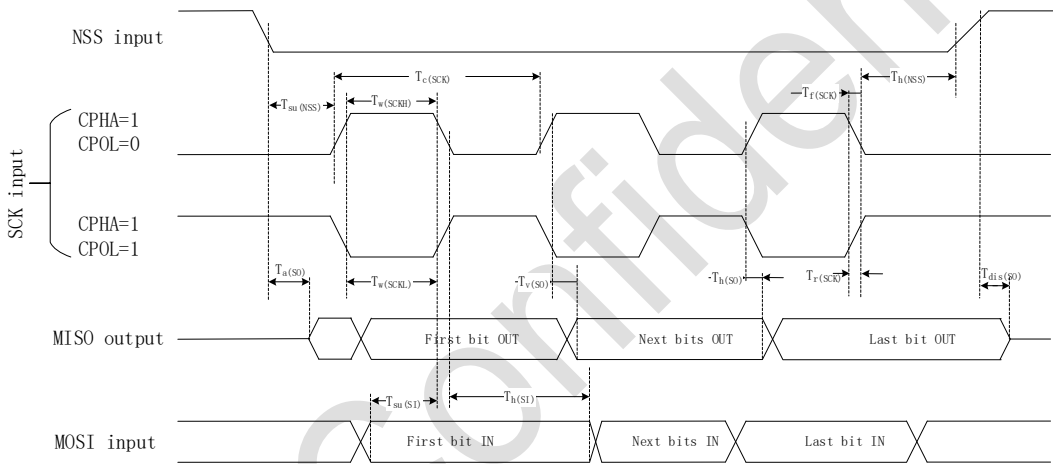 NSS input
Tc(SCK)
Th(NSS)
Tsu(NSS)
Tw(SCKH)
Tf(SCK)
CPHA=1
CPOL=0
SCK input
CPHA=1
CPOL=1
Ta(SO)
Tw(SCKL)
Tv(SO)
Th(SO)
Tr(SCK)
Tdis(SO)
MISO output
First bit OUT
Next bits OUT
Last bit OUT
Tsu(SI)
Th(SI)
MOSI input
First bit IN
Next bits IN
Last bit IN
Confiden